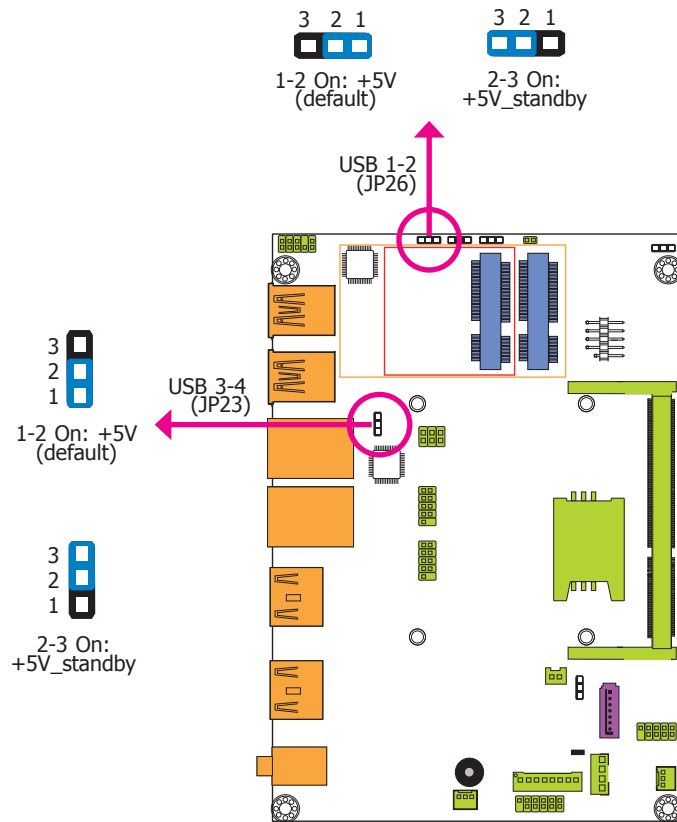 3 2 1
1-2 On: +5V
(default)
3 2 1
2-3 On:
+5V_standby
USB 1-2
(JP26)
3
2
1
1-2 On: +5V
(default)
USB 3-4
(JP23)
3
2
1
2-3 On:
+5V_standby